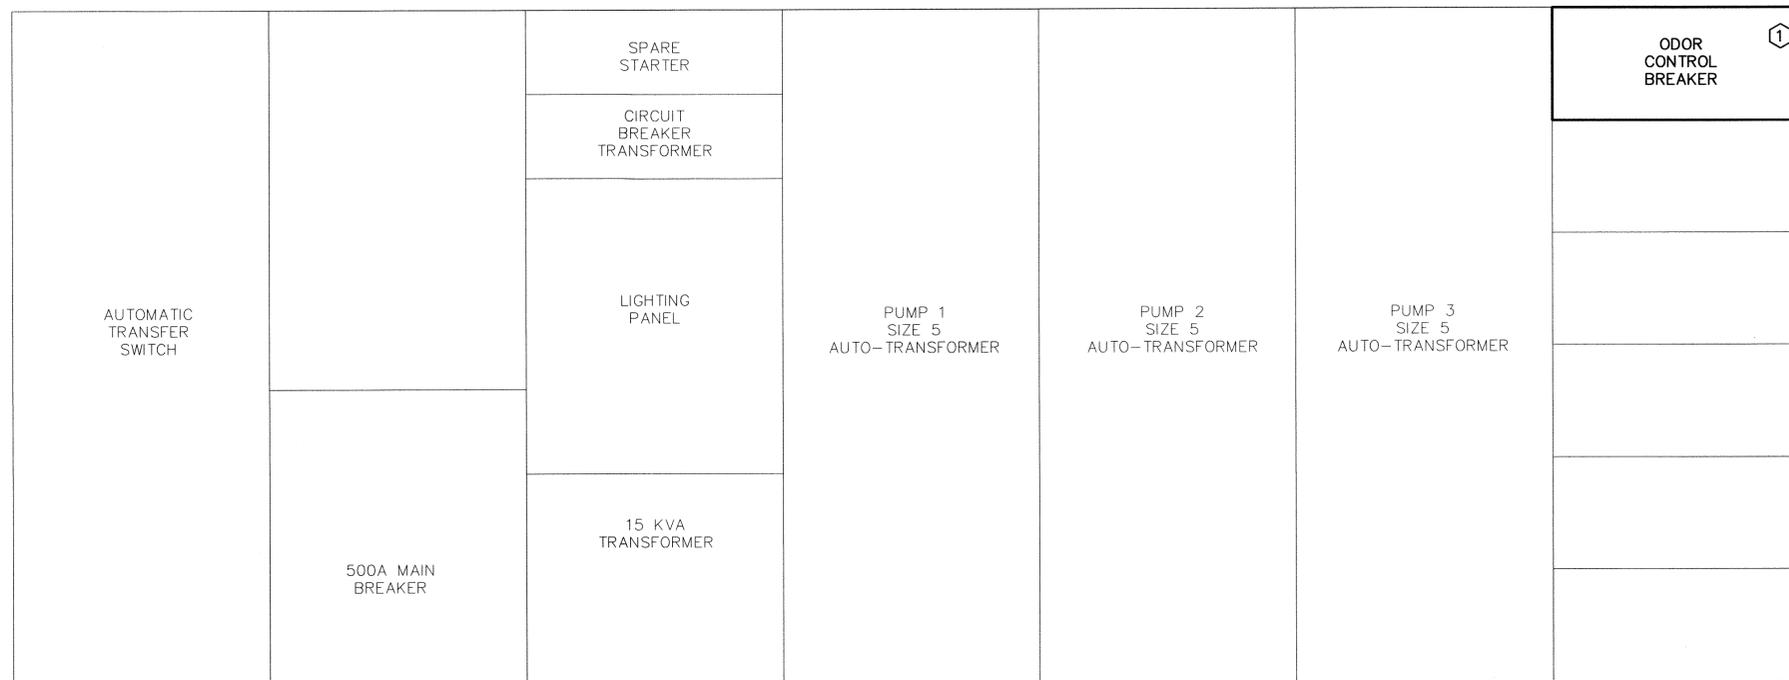 AUTOMATIC
TRANSFER
SWITCH
500A MAIN
BREAKER
SPARE
STARTER
CIRCUIT
BREAKER
TRANSFORMER
LIGHTING
PANEL
15 KVA
TRANSFORMER
PUMP 1
SIZE 5
AUTO-TRANSFORMER
PUMP 2
SIZE 5
AUTO-TRANSFORMER
PUMP 3
SIZE 5
AUTO-TRANSFORMER
ODOR
CONTROL
BREAKER
1